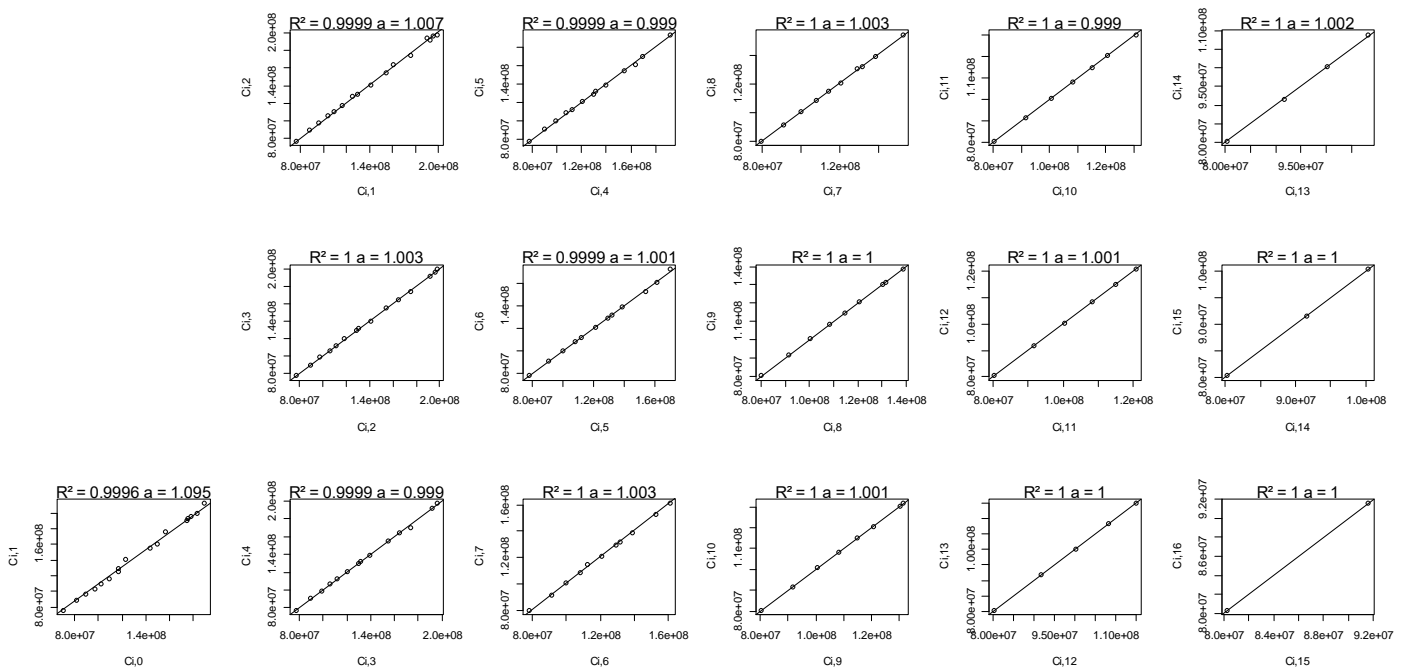 R² = 0.9999 a = 1.007
Ci,2
8.0e+07 1.4e+08 2.0e+08
8.0e+07 1.4e+08 2.0e+08
Ci,1
R² = 0.9999 a = 0.999
Ci,5
8.0e+07 1.4e+08
8.0e+07 1.2e+08 1.6e+08
Ci,4
R² = 1 a = 1.003
Ci,8
8.0e+07 1.2e+08
8.0e+07 1.2e+08
Ci,7
R² = 1 a = 0.999
Ci,11
8.0e+07 1.1e+08
8.0e+07 1.0e+08 1.2e+08
Ci,10
R² = 1 a = 1.002
Ci,14
8.00e+07 9.50e+07 1.10e+08
8.00e+07 9.50e+07
Ci,13
R² = 1 a = 1.003
Ci,3
8.0e+07 1.4e+08 2.0e+08
8.0e+07 1.4e+08 2.0e+08
Ci,2
R² = 0.9999 a = 1.001
Ci,6
8.0e+07 1.4e+08
8.0e+07 1.2e+08 1.6e+08
Ci,5
R² = 1 a = 1
Ci,9
8.0e+07 1.1e+08 1.4e+08
8.0e+07 1.0e+08 1.2e+08 1.4e+08
Ci,8
R² = 1 a = 1.001
Ci,12
8.0e+07 1.0e+08 1.2e+08
8.0e+07 1.0e+08 1.2e+08
Ci,11
R² = 1 a = 1
Ci,15
8.0e+07 9.0e+07 1.0e+08
8.0e+07 9.0e+07 1.0e+08
Ci,14
R² = 0.9996 a = 1.095
Ci,1
8.0e+07 1.6e+08
8.0e+07 1.4e+08
Ci,0
R² = 0.9999 a = 0.999
Ci,4
8.0e+07 1.4e+08 2.0e+08
8.0e+07 1.4e+08 2.0e+08
Ci,3
R² = 1 a = 1.003
Ci,7
8.0e+07 1.2e+08 1.6e+08
8.0e+07 1.2e+08 1.6e+08
Ci,6
R² = 1 a = 1.001
Ci,10
8.0e+07 1.1e+08
8.0e+07 1.0e+08 1.2e+08
Ci,9
R² = 1 a = 1
Ci,13
8.00e+07 1.00e+08
8.00e+07 9.50e+07 1.10e+08
Ci,12
R² = 1 a = 1
Ci,16
8.0e+07 8.6e+07 9.2e+07
8.0e+07 8.4e+07 8.8e+07 9.2e+07
Ci,15